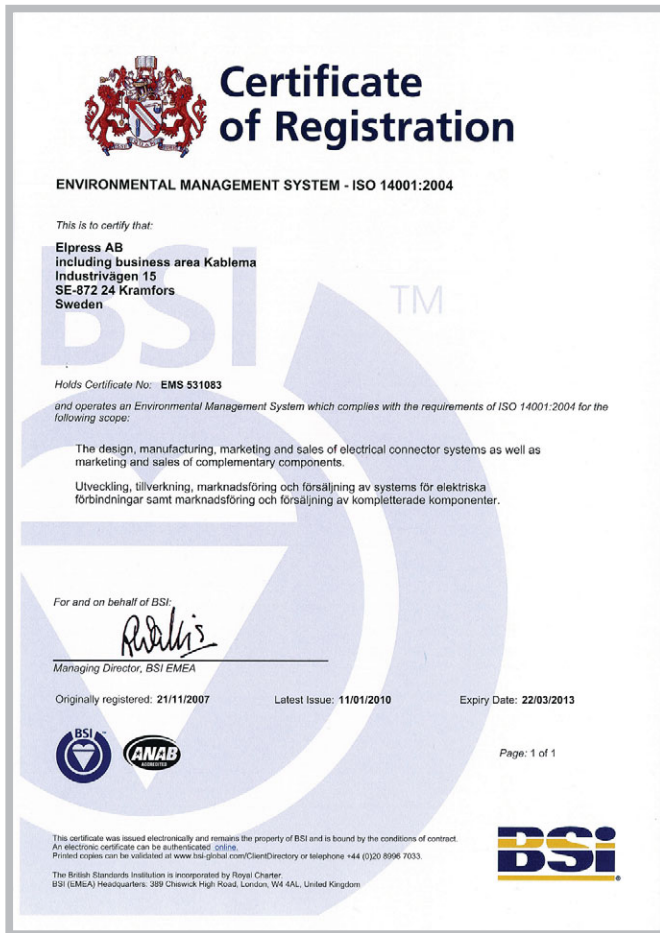 Certificate
of Registration
ENVIRONMENTAL MANAGEMENT SYSTEM - ISO 14001:2004
This is to certify that:
Elpress AB
including business area Kablema
Industrivägen 15
SE-872 24 Kramfors
Sweden
BSI
TM
Holds Certificate No: EMS 531083
and operates an Environmental Management System which complies with the requirements of ISO 14001:2004 for the
following scope:
The design, manufacturing, marketing and sales of electrical connector systems as well as
marketing and sales of complementary components.
Utveckling, tillverkning, marknadsföring och försäljning av systems för elektriska
förbindningar samt marknadsföring och försäljning av kompletterade komponenter.
For and on behalf of BSI:
Managing Director, BSI EMEA
Originally registered: 21/11/2007 Latest Issue: 11/01/2010 Expiry Date: 22/03/2013
BSI
ANAB
ACCREDITED
Page: 1 of 1
This certificate was issued electronically and remains the property of BSI and is bound by the conditions of contract.
An electronic certificate can be authenticated online.
Printed copies can be validated at www.bsi-global.com/ClientDirectory or telephone +44 (0)20 8996 7033.
The British Standards Institution is incorporated by Royal Charter.
BSI (EMEA) Headquarters: 389 Chiswick High Road, London, W4 4AL, United Kingdom
BSi